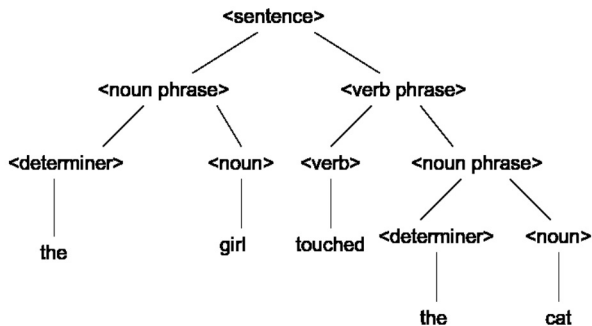 <sentence>
<noun phrase> <verb phrase>
<determiner> <noun> <verb> <noun phrase>
the girl touched <determiner> <noun>
the cat